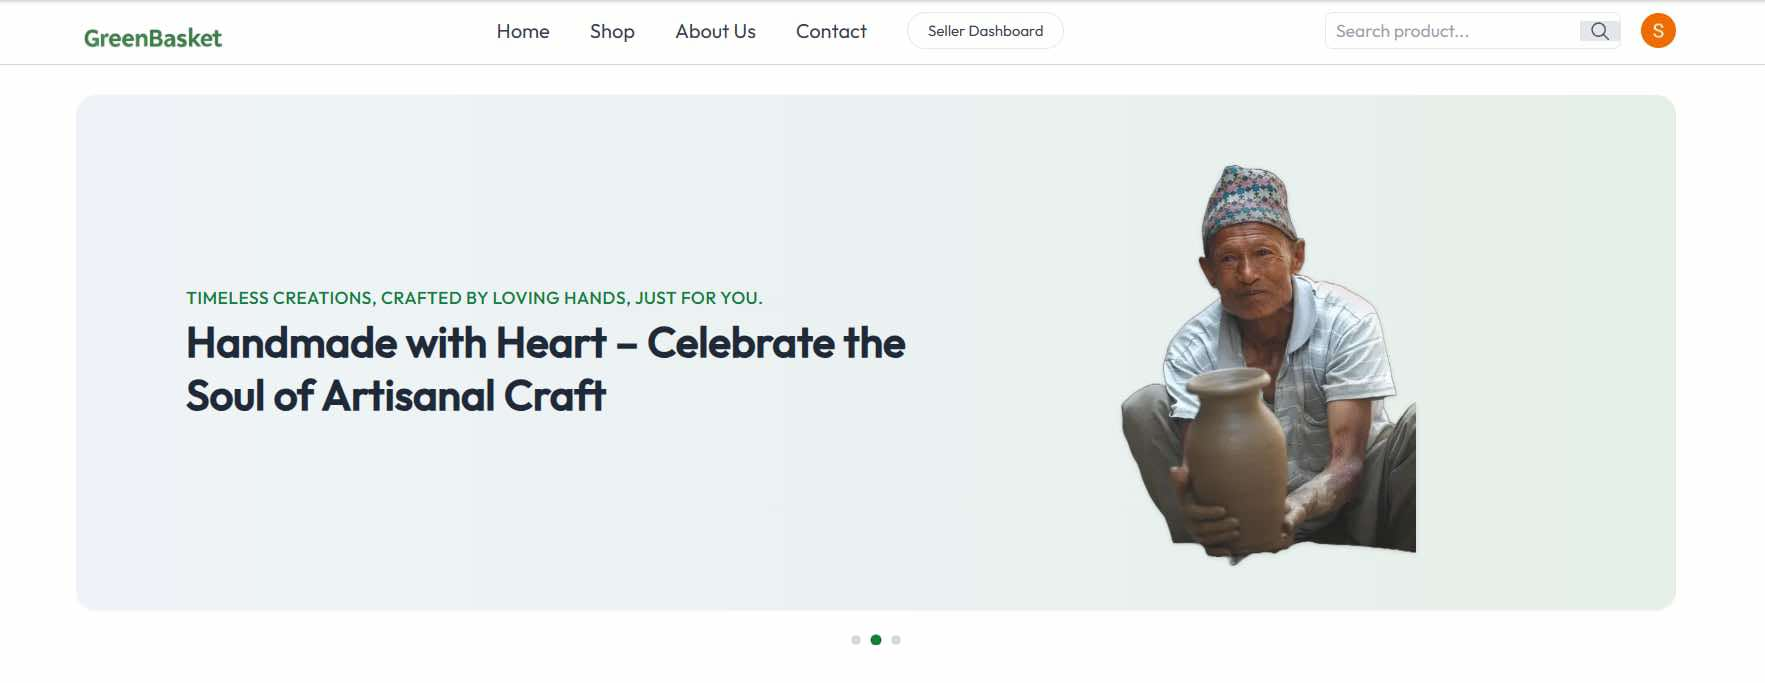 GreenBasket
Home
Shop
About Us
Contact
Seller Dashboard
Search product...
S
TIMELESS CREATIONS, CRAFTED BY LOVING HANDS, JUST FOR YOU.
Handmade with Heart – Celebrate the
Soul of Artisanal Craft